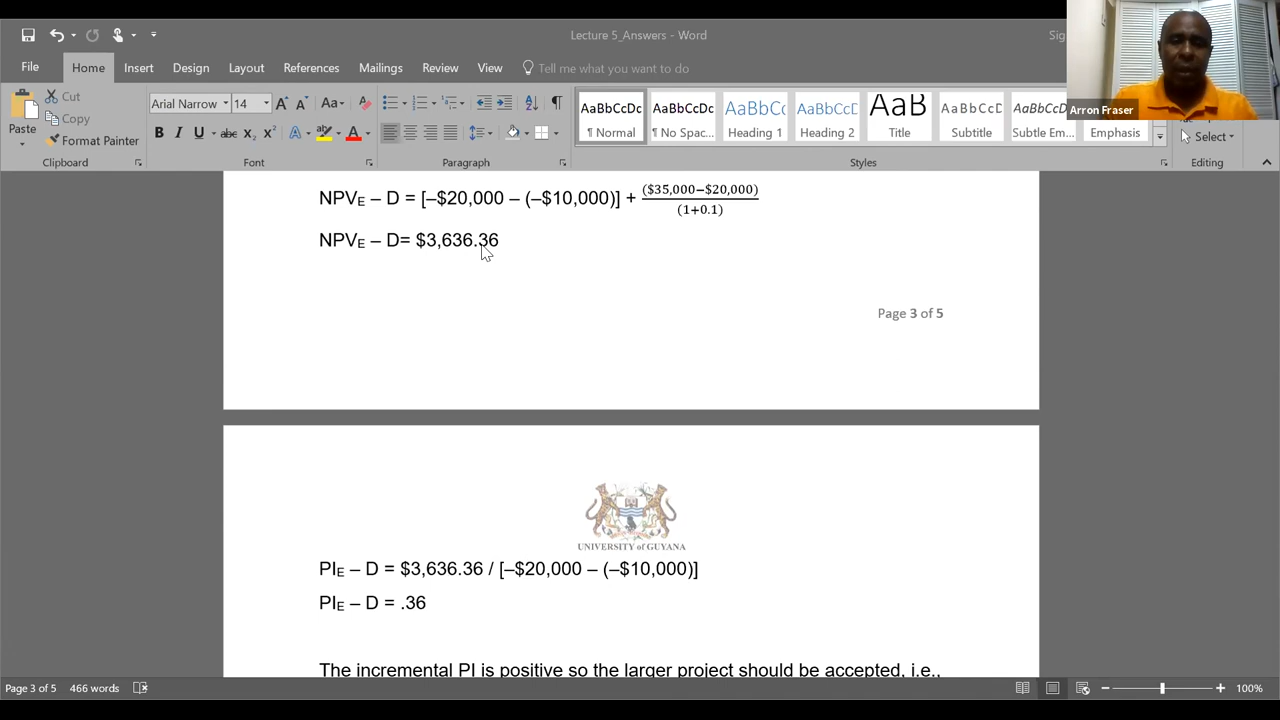 Lecture 5_Answers - Word
File Home Insert Design Layout References Mailings Review View Tell me what you want to do
Arron Fraser
Paste
Cut
Copy
Format Painter
Clipboard
Arial Narrow 14
Font
Paragraph
AaBbCcDc AaBbCcDc AaBbC AaBbCcD AaB AaBbCcD AaBbCcD AaBbCcD
¶ Normal ¶ No Spac... Heading 1 Heading 2 Title Subtitle Subtle Em... Emphasis
Styles
Select
Editing
NPVE – D = [–$20,000 – (–$10,000)] + ($35,000−$20,000) / (1+0.1)
NPVE – D= $3,636.36
Page 3 of 5
UNIVERSITY of GUYANA
PIE – D = $3,636.36 / [–$20,000 – (–$10,000)]
PIE – D = .36
The incremental PI is positive so the larger project should be accepted, i.e.,
Page 3 of 5 466 words
100%